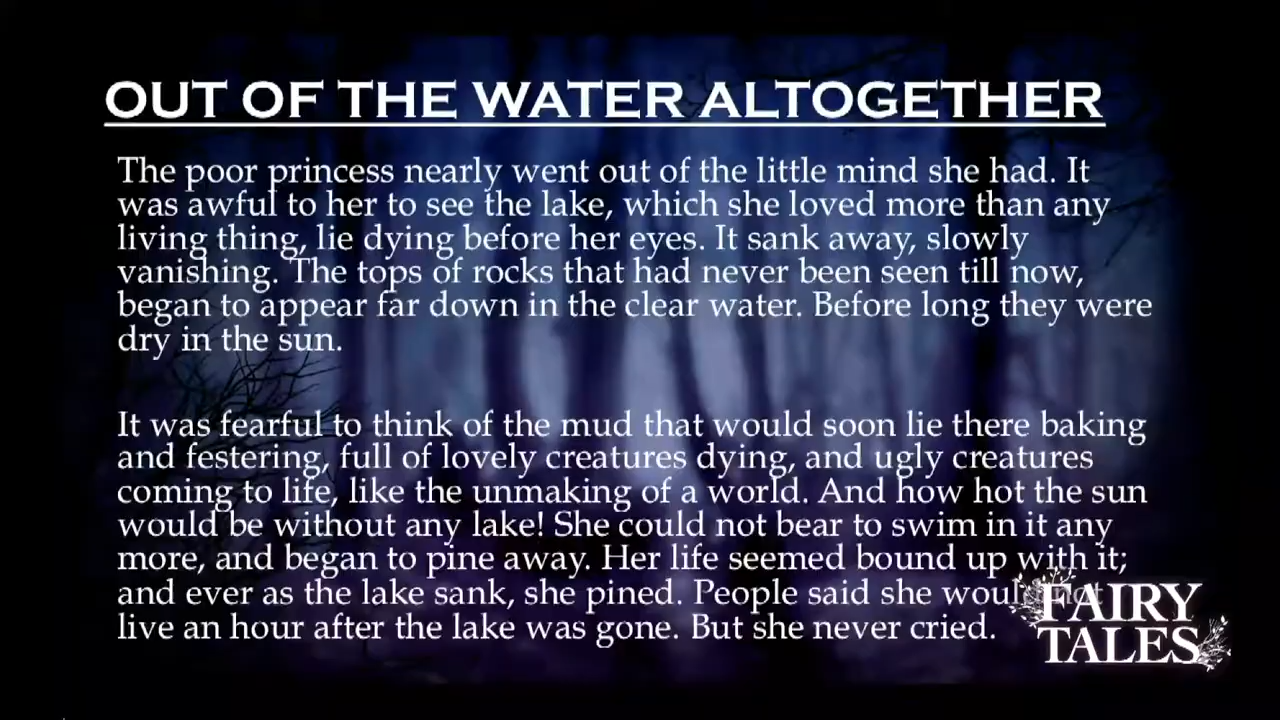 OUT OF THE WATER ALTOGETHER
The poor princess nearly went out of the little mind she had. It
was awful to her to see the lake, which she loved more than any
living thing, lie dying before her eyes. It sank away, slowly
vanishing. The tops of rocks that had never been seen till now,
began to appear far down in the clear water. Before long they were
dry in the sun.
It was fearful to think of the mud that would soon lie there baking
and festering, full of lovely creatures dying, and ugly creatures
coming to life, like the unmaking of a world. And how hot the sun
would be without any lake! She could not bear to swim in it any
more, and began to pine away. Her life seemed bound up with it;
and ever as the lake sank, she pined. People said she would not
live an hour after the lake was gone. But she never cried.
FAIRY
TALES